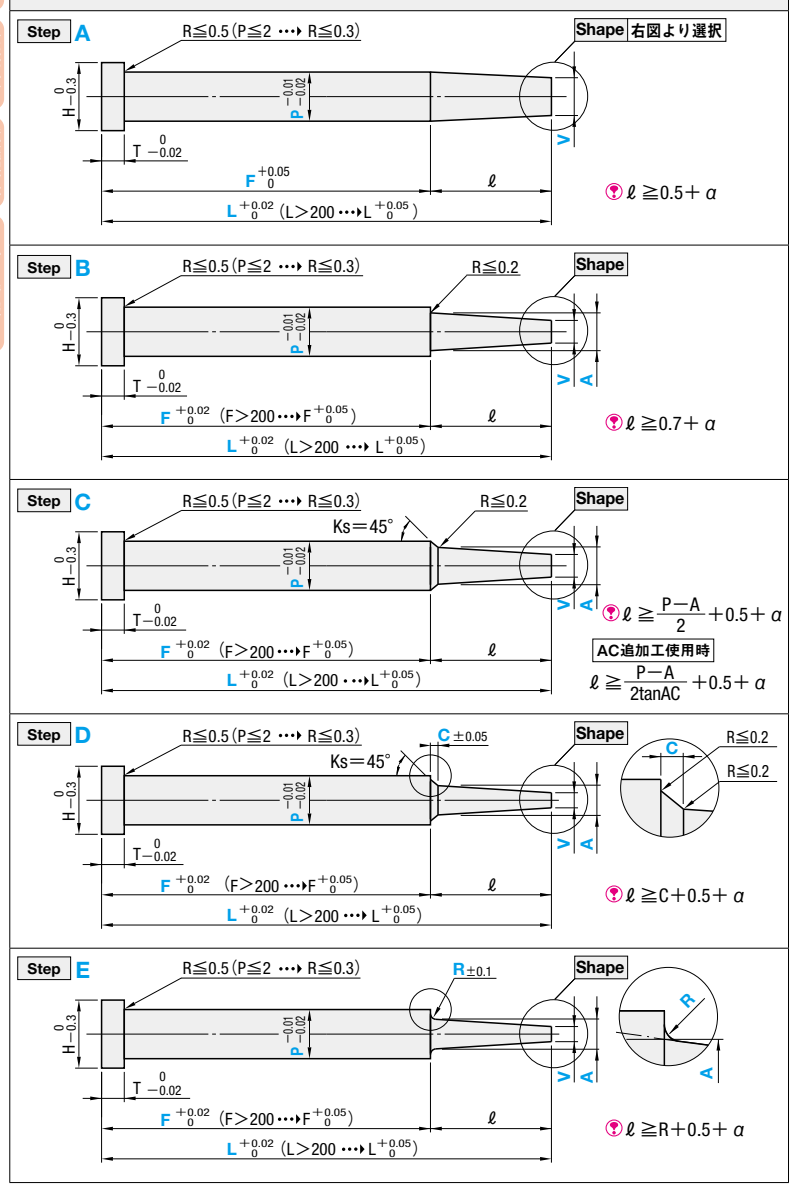 Step A
R≦0.5(P≦2 ⋯▸ R≦0.3)
Shape 右図より選択
H 0 −0.3
P −0.01 −0.02
V
T 0 −0.02
F +0.05 0
ℓ
L +0.02 0 (L>200 ⋯▸ L +0.05 0)
ℓ ≧0.5+ α
Step B
R≦0.5(P≦2 ⋯▸ R≦0.3)
R≦0.2
Shape
H 0 −0.3
P −0.01 −0.02
V A
T 0 −0.02
F +0.02 0 (F>200 ⋯▸ F +0.05 0)
ℓ
L +0.02 0 (L>200 ⋯▸ L +0.05 0)
ℓ ≧0.7+ α
Step C
R≦0.5(P≦2 ⋯▸ R≦0.3)
R≦0.2
Shape
Ks=45°
H 0 −0.3
P −0.01 −0.02
V A
T 0 −0.02
F +0.02 0 (F>200 ⋯▸ F +0.05 0)
ℓ
L +0.02 0 (L>200 ⋯▸ L +0.05 0)
ℓ ≧ P−A / 2 +0.5+ α
AC追加工使用時
ℓ ≧ P−A / 2tanAC +0.5+ α
Step D
R≦0.5(P≦2 ⋯▸ R≦0.3)
C ±0.05
Shape
Ks=45°
C
R≦0.2
R≦0.2
H 0 −0.3
P −0.01 −0.02
V A
T 0 −0.02
F +0.02 0 (F>200 ⋯▸ F +0.05 0)
ℓ
L +0.02 0 (L>200 ⋯▸ L +0.05 0)
ℓ ≧C+0.5+ α
Step E
R≦0.5(P≦2 ⋯▸ R≦0.3)
R±0.1
Shape
R
A
H 0 −0.3
P −0.01 −0.02
V A
T 0 −0.02
F +0.02 0 (F>200 ⋯▸ F +0.05 0)
ℓ
L +0.02 0 (L>200 ⋯▸ L +0.05 0)
ℓ ≧R+0.5+ α